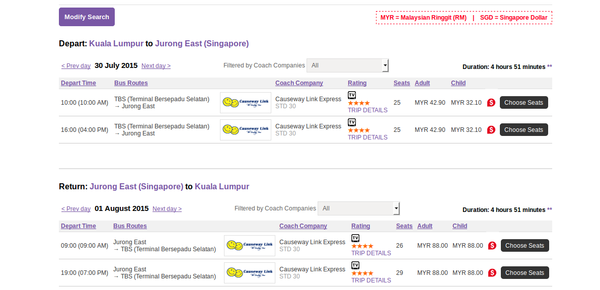 Modify Search
MYR = Malaysian Ringgit (RM) | SGD = Singapore Dollar
Depart: Kuala Lumpur to Jurong East (Singapore)
< Prev day 30 July 2015 Next day > Filtered by Coach Companies All Duration: 4 hours 51 minutes **
Depart Time Bus Routes Coach Company Rating Seats Adult Child
10:00 (10:00 AM) TBS (Terminal Bersepadu Selatan) → Jurong East Causeway Link Causeway Link Express STD 30 TV TRIP DETAILS 25 MYR 42.90 MYR 32.10 $ Choose Seats
16:00 (04:00 PM) TBS (Terminal Bersepadu Selatan) → Jurong East Causeway Link Causeway Link Express STD 30 TV TRIP DETAILS 25 MYR 42.90 MYR 32.10 $ Choose Seats
Return: Jurong East (Singapore) to Kuala Lumpur
< Prev day 01 August 2015 Next day > Filtered by Coach Companies All Duration: 4 hours 51 minutes **
Depart Time Bus Routes Coach Company Rating Seats Adult Child
09:00 (09:00 AM) Jurong East → TBS (Terminal Bersepadu Selatan) Causeway Link Causeway Link Express STD 30 TV TRIP DETAILS 26 MYR 88.00 MYR 88.00 $ Choose Seats
19:00 (07:00 PM) Jurong East → TBS (Terminal Bersepadu Selatan) Causeway Link Causeway Link Express STD 30 TV TRIP DETAILS 29 MYR 88.00 MYR 88.00 $ Choose Seats